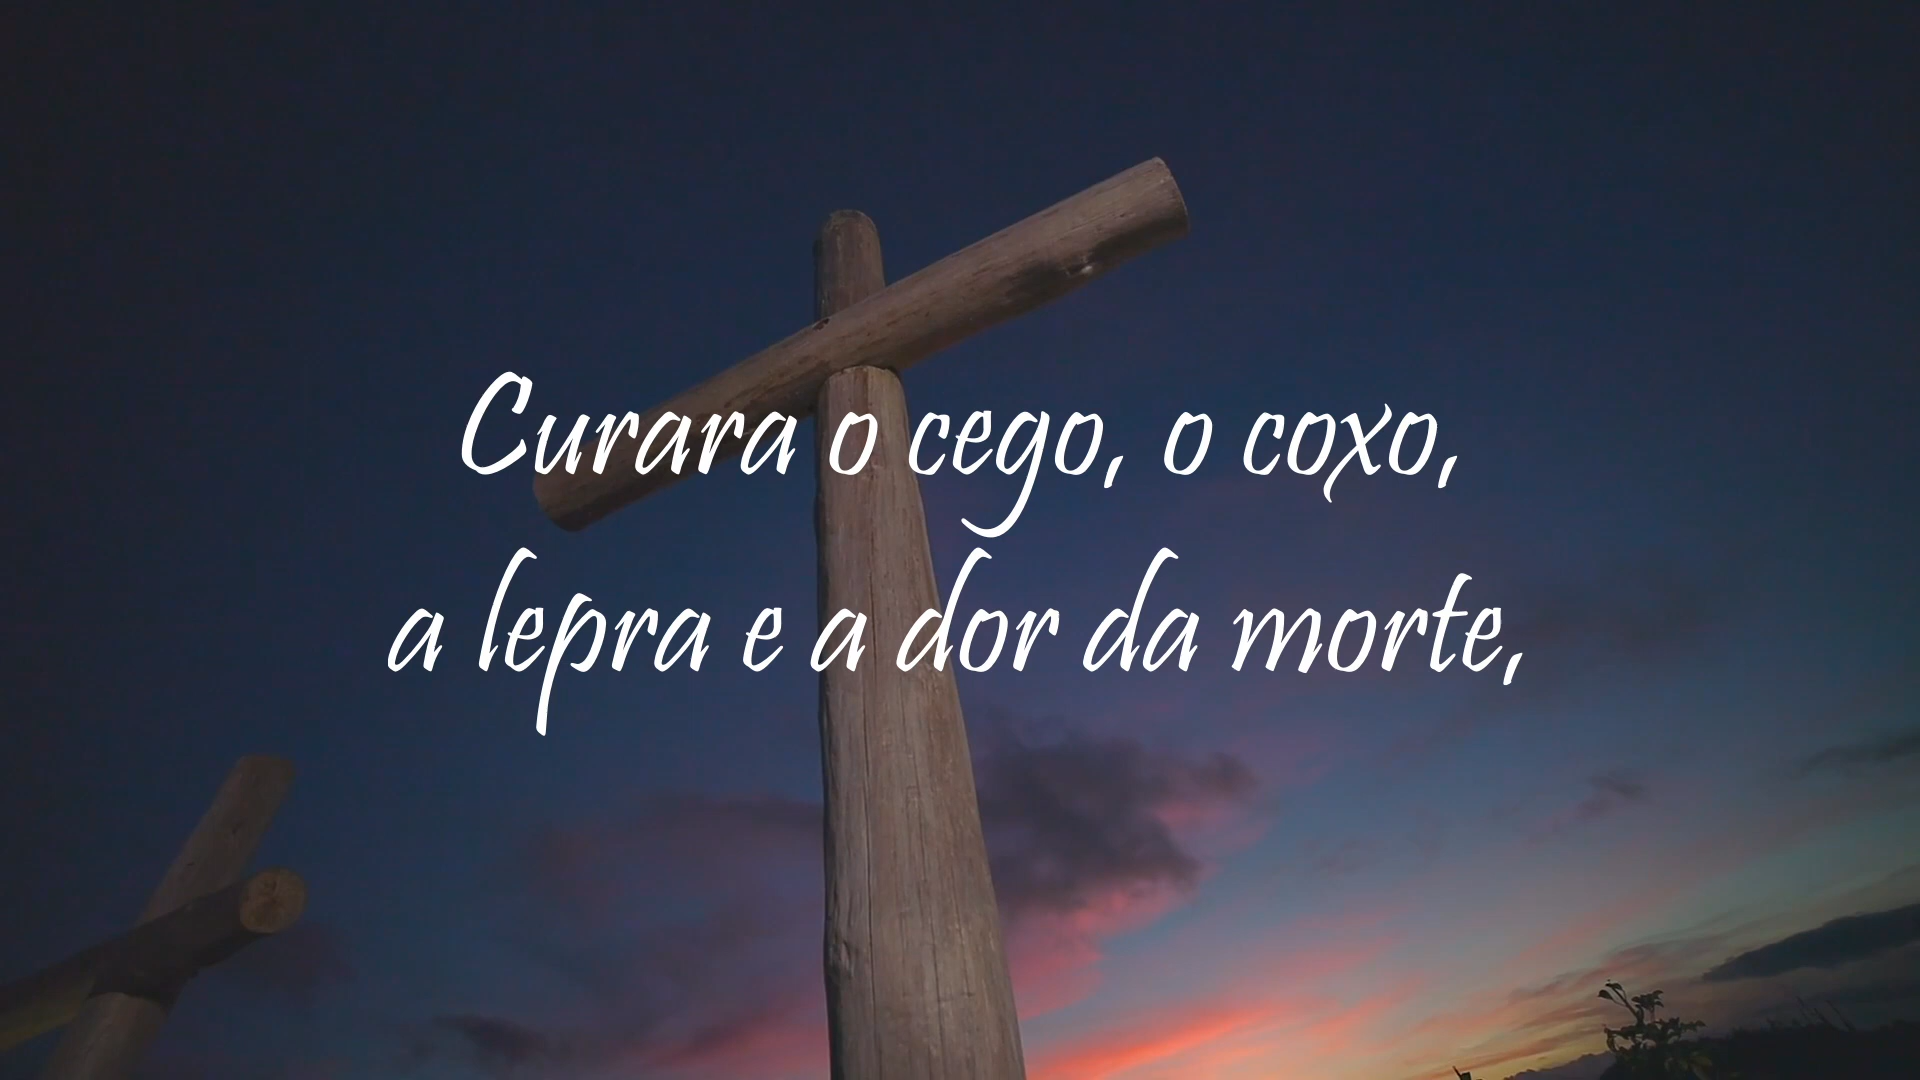 Curara o cego, o coxo,
a lepra e a dor da morte,